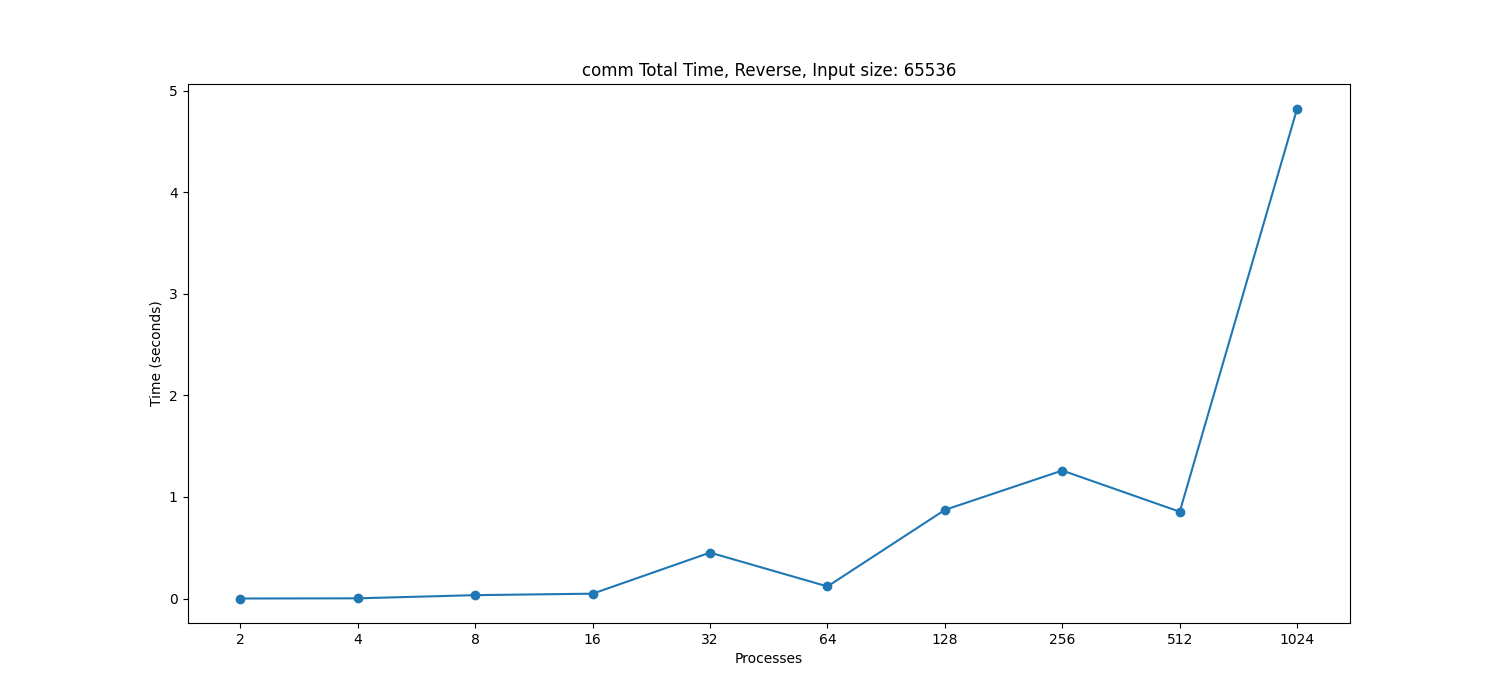 comm Total Time, Reverse, Input size: 65536
5
4
3
2
1
0
Time (seconds)
2 4 8 16 32 64 128 256 512 1024
Processes